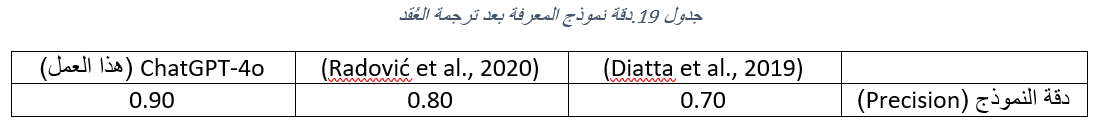 جدول 19.دقة نموذج المعرفة بعد ترجمة العُقد
(Diatta et al., 2019) (Radović et al., 2020) ChatGPT-4o (هذا العمل)
دقة النموذج (Precision) 0.70 0.80 0.90